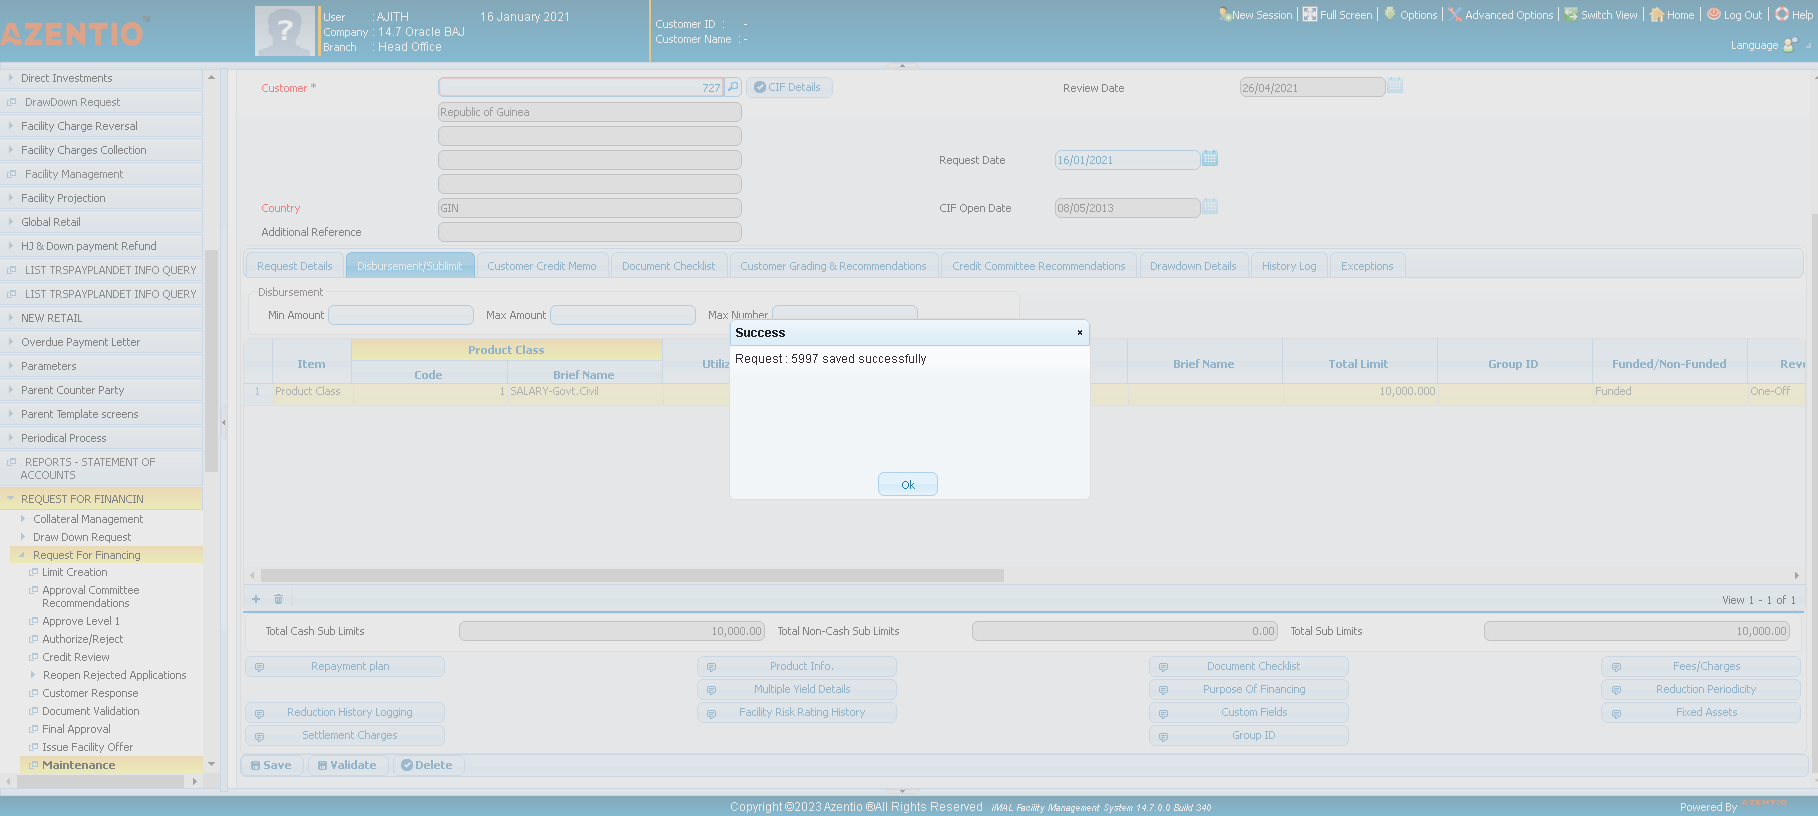 AZENTIO™
User : AJITH 16 January 2021
Company : 14.7 Oracle BAJ
Branch : Head Office
Customer ID : -
Customer Name : -
New Session Full Screen Options Advanced Options Switch View Home Log Out Help
Language
Direct Investments
DrawDown Request
Facility Charge Reversal
Facility Charges Collection
Facility Management
Facility Projection
Global Retail
HJ & Down payment Refund
LIST TRSPAYPLANDET INFO QUERY
LIST TRSPAYPLANDET INFO QUERY
NEW RETAIL
Overdue Payment Letter
Parameters
Parent Counter Party
Parent Template screens
Periodical Process
REPORTS - STATEMENT OF
ACCOUNTS
REQUEST FOR FINANCIN
Collateral Management
Draw Down Request
Request For Financing
Limit Creation
Approval Committee
Recommendations
Approve Level 1
Authorize/Reject
Credit Review
Reopen Rejected Applications
Customer Response
Document Validation
Final Approval
Issue Facility Offer
Maintenance
Customer * 727 CIF Details Review Date 26/04/2021
Republic of Guinea
Request Date 16/01/2021
Country GIN CIF Open Date 08/05/2013
Additional Reference
Request Details Disbursement/Sublimit Customer Credit Memo Document Checklist Customer Grading & Recommendations Credit Committee Recommendations Drawdown Details History Log Exceptions
Disbursement
Min Amount Max Amount Max Number
Item Product Class Utiliz Brief Name Total Limit Group ID Funded/Non-Funded Revo
Code Brief Name
1 Product Class 1 SALARY-Govt.Civil 10,000.000 Funded One-Off
Success ×
Request : 5997 saved successfully
Ok
View 1 - 1 of 1
Total Cash Sub Limits 10,000.00 Total Non-Cash Sub Limits 0.00 Total Sub Limits 10,000.00
Repayment plan Product Info. Document Checklist Fees/Charges
Multiple Yield Details Purpose Of Financing Reduction Periodicity
Reduction History Logging Facility Risk Rating History Custom Fields Fixed Assets
Settlement Charges Group ID
Save Validate Delete
Copyright ©2023 Azentio ®All Rights Reserved iMAL Facility Management System 14.7.0.0 Build 340
Powered By AZENTIO